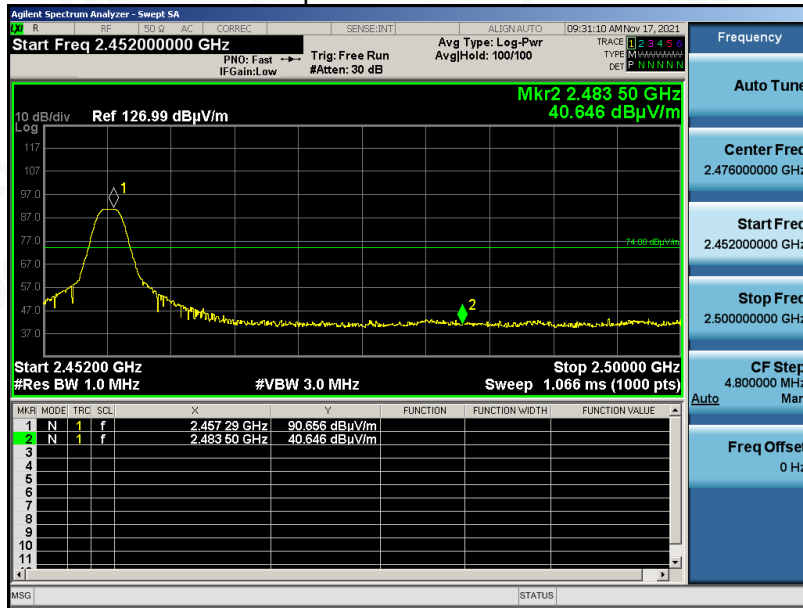 Agilent Spectrum Analyzer - Swept SA
LXI R RF 50 Ω AC CORREC SENSE:INT ALIGN AUTO 09:31:10 AM Nov 17, 2021
Start Freq 2.452000000 GHz
PNO: Fast
IFGain:Low
Trig: Free Run
#Atten: 30 dB
Avg Type: Log-Pwr
Avg|Hold: 100/100
TRACE 1 2 3 4 5 6
TYPE M
DET P N N N N N
Frequency
Mkr2 2.483 50 GHz
40.646 dBµV/m
10 dB/div
Log
Ref 126.99 dBµV/m
117
107
97.0
87.0
77.0
67.0
57.0
47.0
37.0
1
2
74.00 dBµV/m
Start 2.45200 GHz
Stop 2.50000 GHz
#Res BW 1.0 MHz
#VBW 3.0 MHz
Sweep 1.066 ms (1000 pts)
MKR MODE TRC SCL X Y FUNCTION FUNCTION WIDTH FUNCTION VALUE
1 N 1 f 2.457 29 GHz 90.656 dBµV/m
2 N 1 f 2.483 50 GHz 40.646 dBµV/m
3
4
5
6
7
8
9
10
11
MSG
STATUS
Auto Tune
Center Freq
2.476000000 GHz
Start Freq
2.452000000 GHz
Stop Freq
2.500000000 GHz
CF Step
4.800000 MHz
Auto Man
Freq Offset
0 Hz